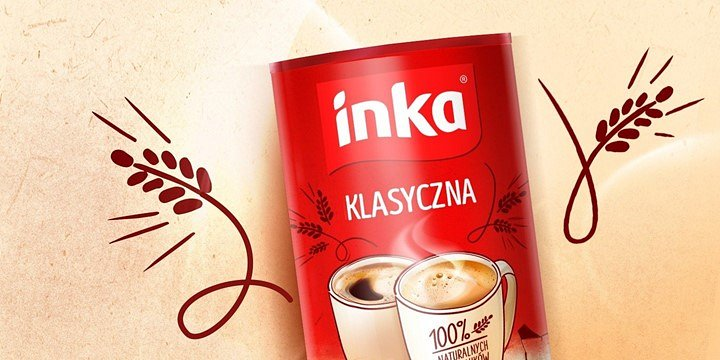 inka®
KLASYCZNA
100%
NATURALNYCH